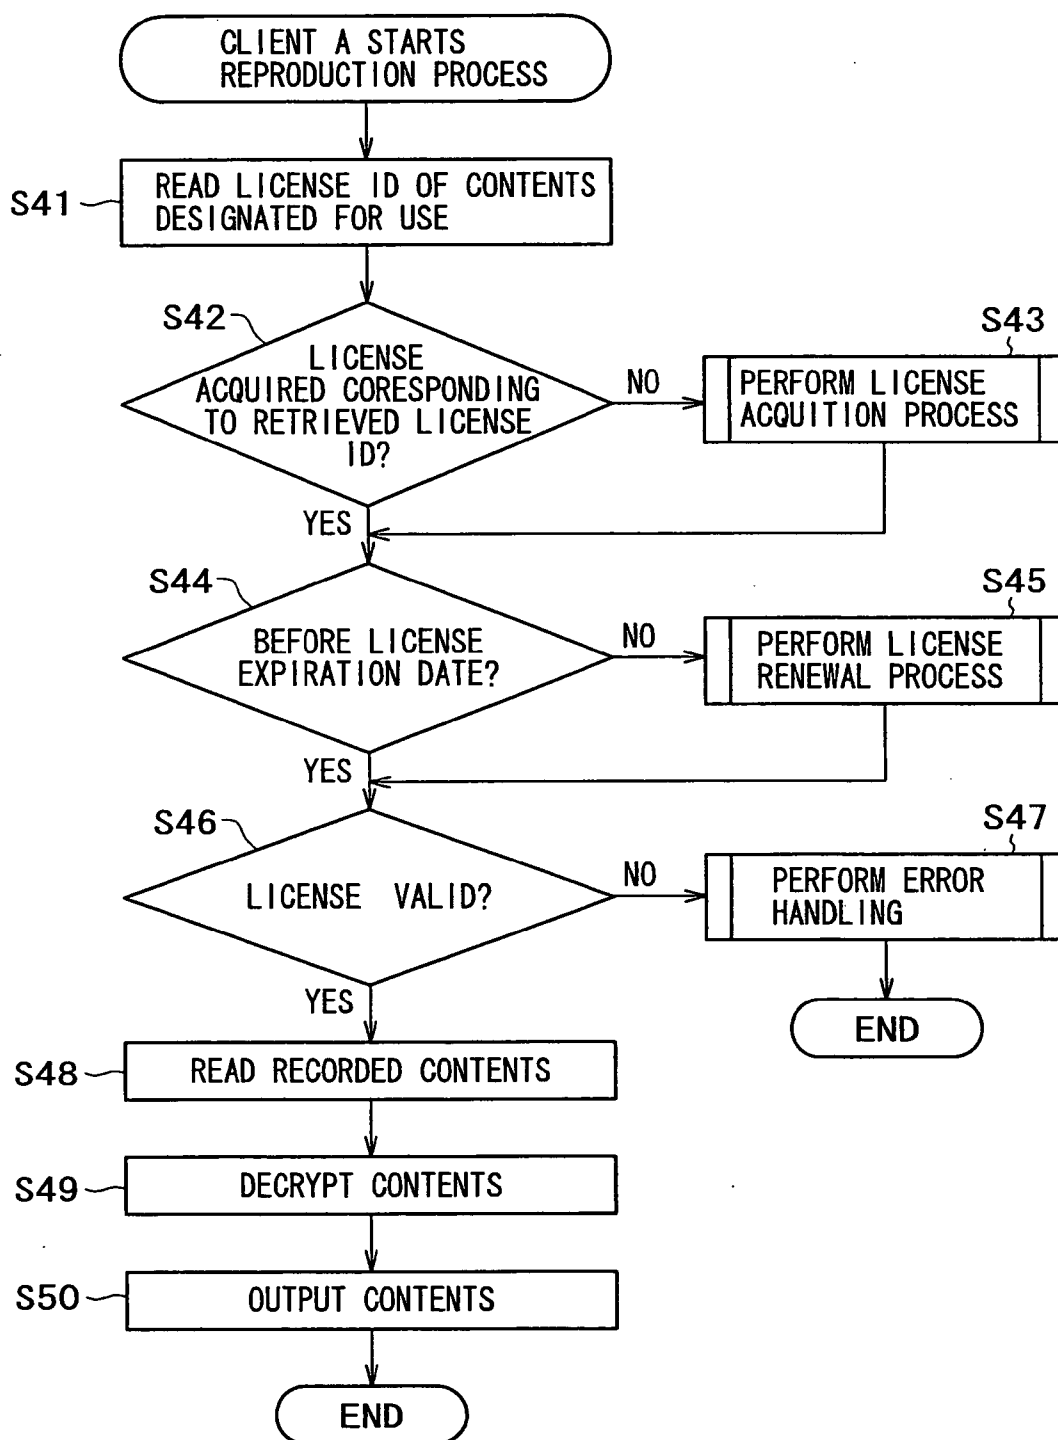 CLIENT A STARTS
REPRODUCTION PROCESS
S41
READ LICENSE ID OF CONTENTS
DESIGNATED FOR USE
S42
LICENSE
ACQUIRED CORESPONDING
TO RETRIEVED LICENSE
ID?
NO
S43
PERFORM LICENSE
ACQUITION PROCESS
YES
S44
BEFORE LICENSE
EXPIRATION DATE?
NO
S45
PERFORM LICENSE
RENEWAL PROCESS
YES
S46
LICENSE VALID?
NO
S47
PERFORM ERROR
HANDLING
END
YES
S48
READ RECORDED CONTENTS
S49
DECRYPT CONTENTS
S50
OUTPUT CONTENTS
END